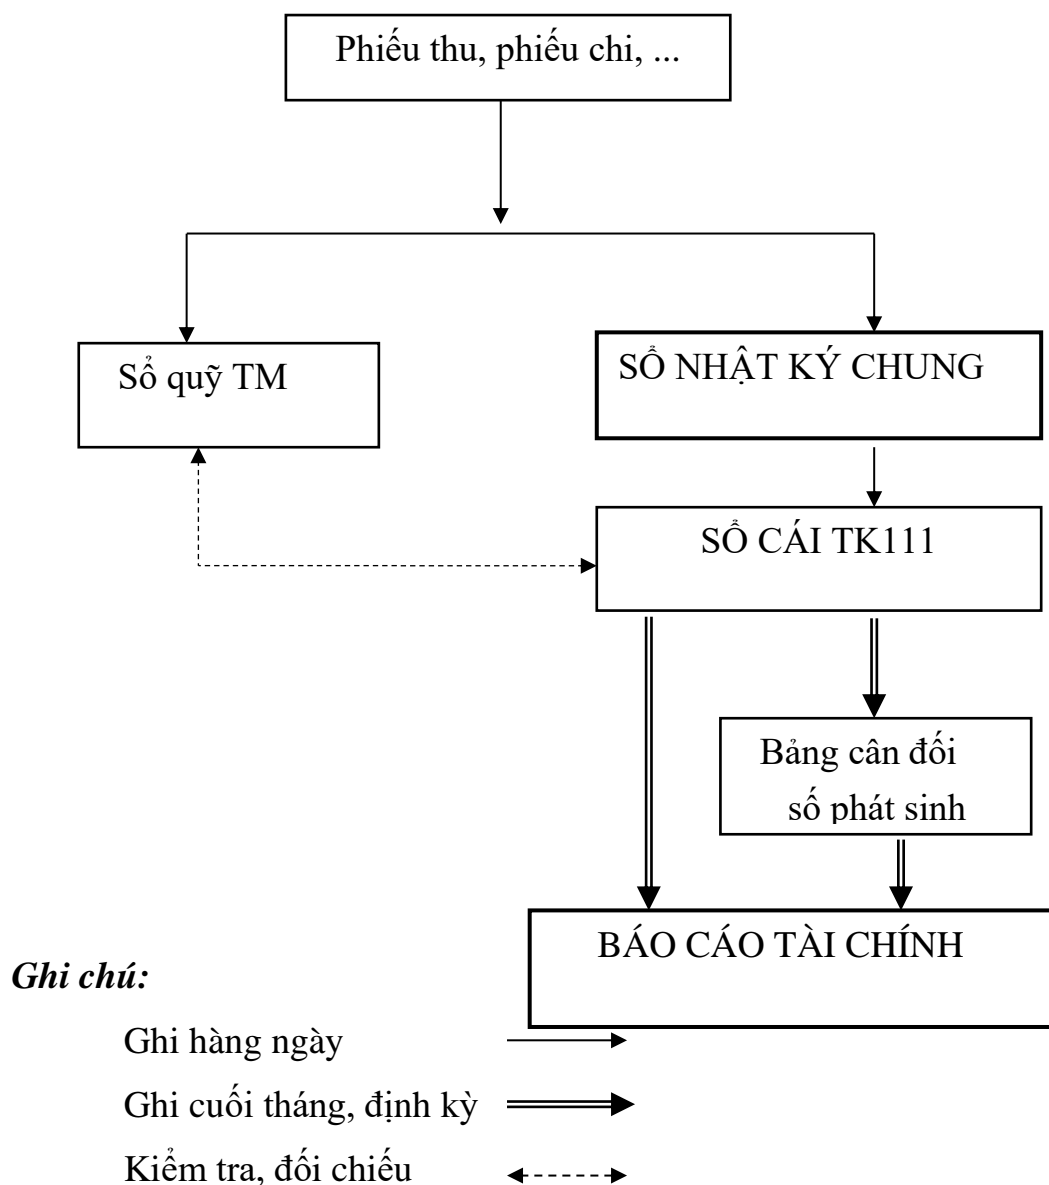 Phiếu thu, phiếu chi, ...
Sổ quỹ TM
SỔ NHẬT KÝ CHUNG
SỔ CÁI TK111
Bảng cân đối
số phát sinh
BÁO CÁO TÀI CHÍNH
Ghi chú:
Ghi hàng ngày
Ghi cuối tháng, định kỳ
Kiểm tra, đối chiếu